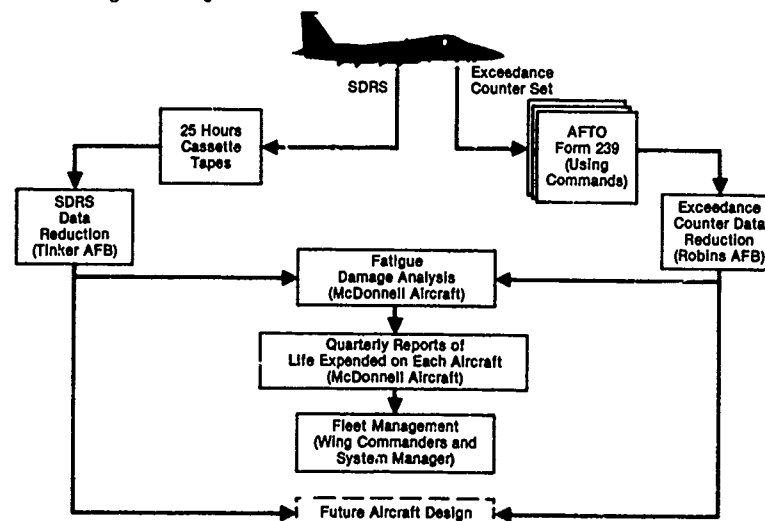 SDRS
Exceedance
Counter Set
25 Hours
Cassette
Tapes
AFTO
Form 239
(Using
Commands)
SDRS
Data
Reduction
(Tinker AFB)
Exceedance
Counter Data
Reduction
(Robins AFB)
Fatigue
Damage Analysis
(McDonnell Aircraft)
Quarterly Reports of
Life Expended on Each Aircraft
(McDonnell Aircraft)
Fleet Management
(Wing Commanders and
System Manager)
Future Aircraft Design